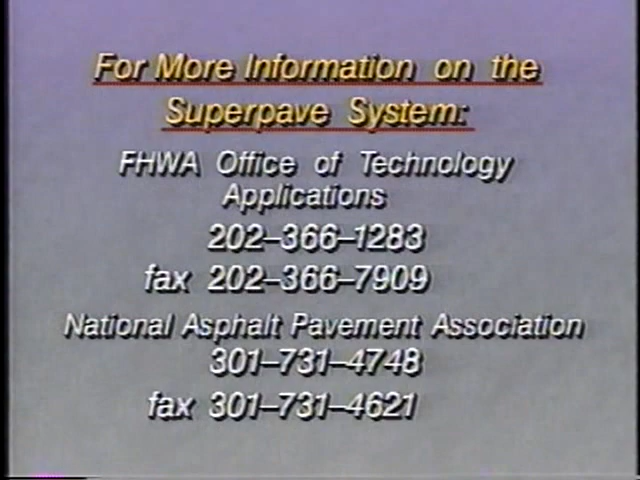 For More Information on the
Superpave System:
FHWA Office of Technology
Applications
202-366-1283
fax 202-366-7909
National Asphalt Pavement Association
301-731-4748
fax 301-731-4621